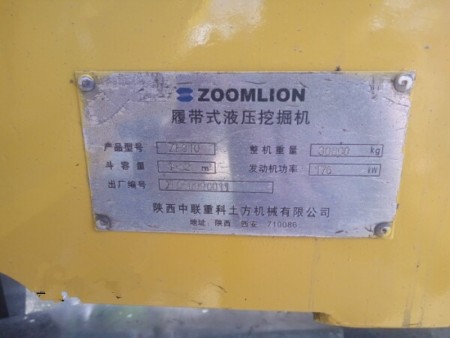 ZOOMLION
履带式液压挖掘机
产品型号 整机重量 kg
斗容量 m³ 发动机功率 kW
出厂编号
陕西中联重科土方机械有限公司
地址: 陕西 西安 710086